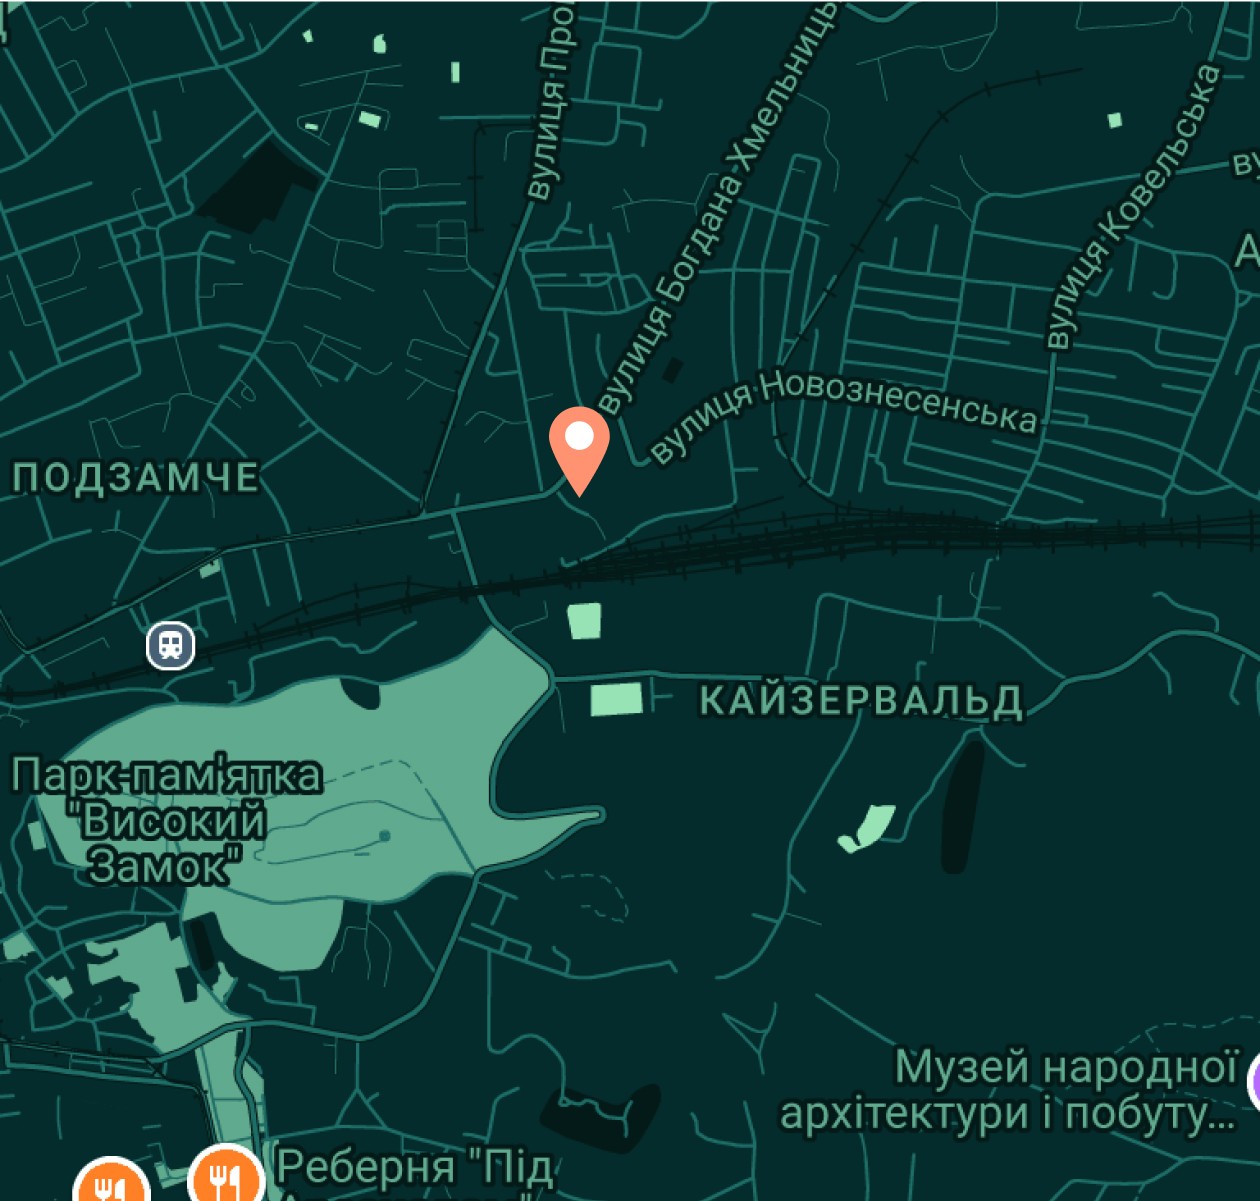 вулиця Про
вулиця Богдана Хмельниць
вулиця Ковельська
ву
А
вулиця Новознесенська
ПОДЗАМЧЕ
КАЙЗЕРВАЛЬД
Парк-пам'ятка
"Високий
Замок"
Музей народної
архітектури і побуту...
Реберня "Під